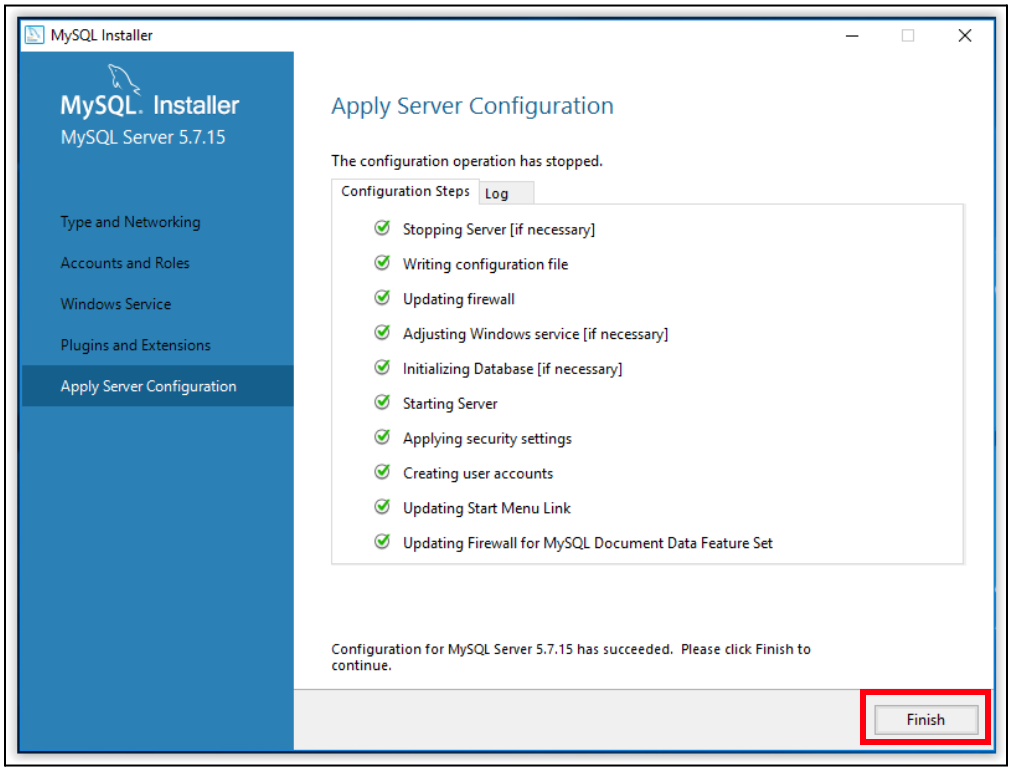 MySQL Installer
MySQL. Installer
MySQL Server 5.7.15
Type and Networking
Accounts and Roles
Windows Service
Plugins and Extensions
Apply Server Configuration
Apply Server Configuration
The configuration operation has stopped.
Configuration Steps
Log
Stopping Server [if necessary]
Writing configuration file
Updating firewall
Adjusting Windows service [if necessary]
Initializing Database [if necessary]
Starting Server
Applying security settings
Creating user accounts
Updating Start Menu Link
Updating Firewall for MySQL Document Data Feature Set
Configuration for MySQL Server 5.7.15 has succeeded.  Please click Finish to
continue.
Finish